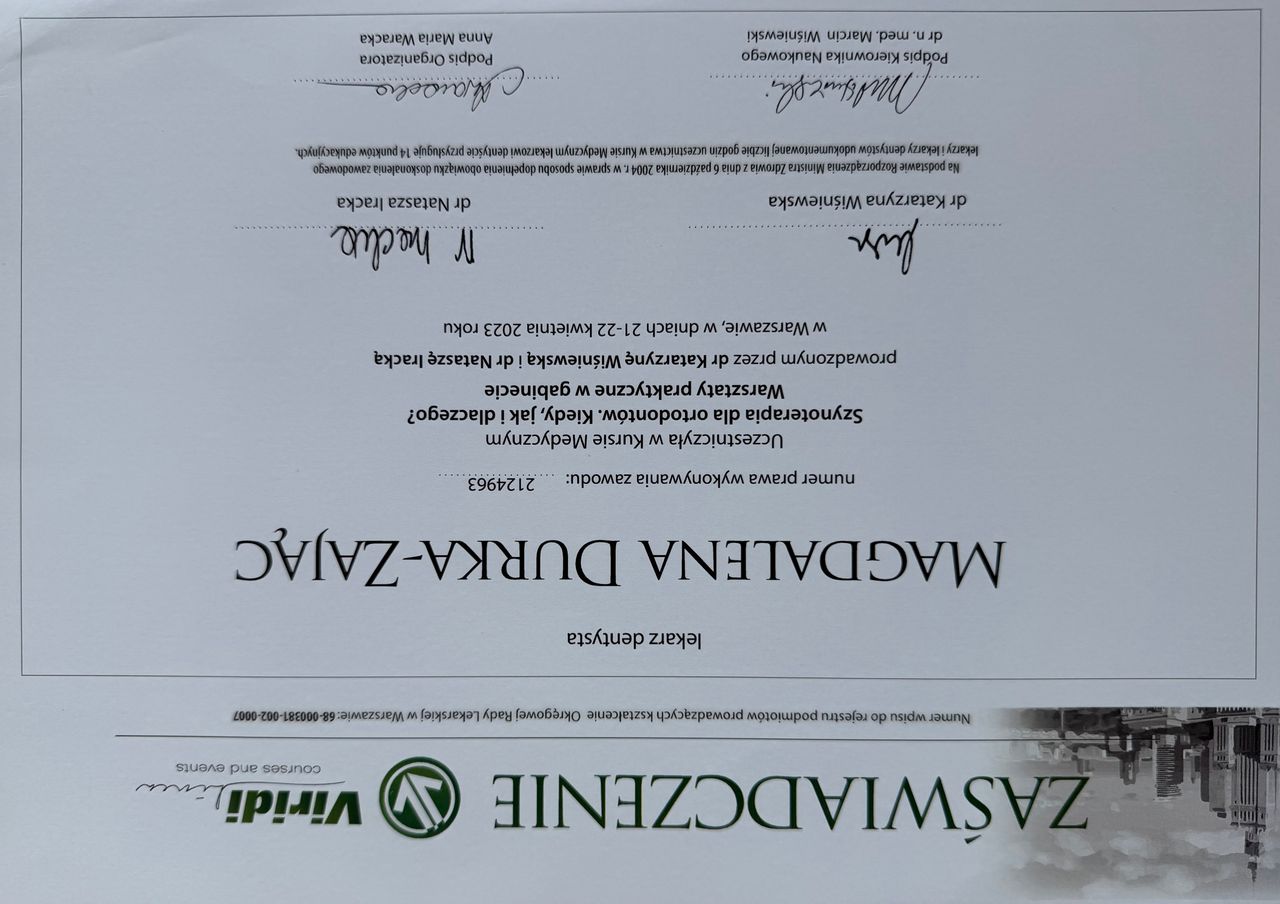 ZAŚWIADCZENIE
Viridi
Linea
courses and events
Numer wpisu do rejestru podmiotów prowadzących kształcenie Okręgowej Rady Lekarskiej w Warszawie: 68-000381-002-0007
lekarz dentysta
MAGDALENA DURKA-ZAJĄC
numer prawa wykonywania zawodu: 2124963
Uczestniczyła w Kursie Medycznym
Szynoterapia dla ortodontów. Kiedy, jak i dlaczego?
Warsztaty praktyczne w gabinecie
prowadzonym przez dr Katarzynę Wiśniewską i dr Nataszę Iracką
w Warszawie, w dniach 21-22 kwietnia 2023 roku
dr Katarzyna Wiśniewska
N Iracka
dr Natasza Iracka
Na podstawie Rozporządzenia Ministra Zdrowia z dnia 6 października 2004 r. w sprawie sposobu dopełnienia obowiązku doskonalenia zawodowego
lekarzy i lekarzy dentystów udokumentowanej liczbie godzin uczestnictwa w Kursie Medycznym lekarzowi dentyście przysługuje 14 punktów edukacyjnych.
Podpis Kierownika Naukowego
dr n. med. Marcin Wiśniewski
Podpis Organizatora
Anna Maria Waracka